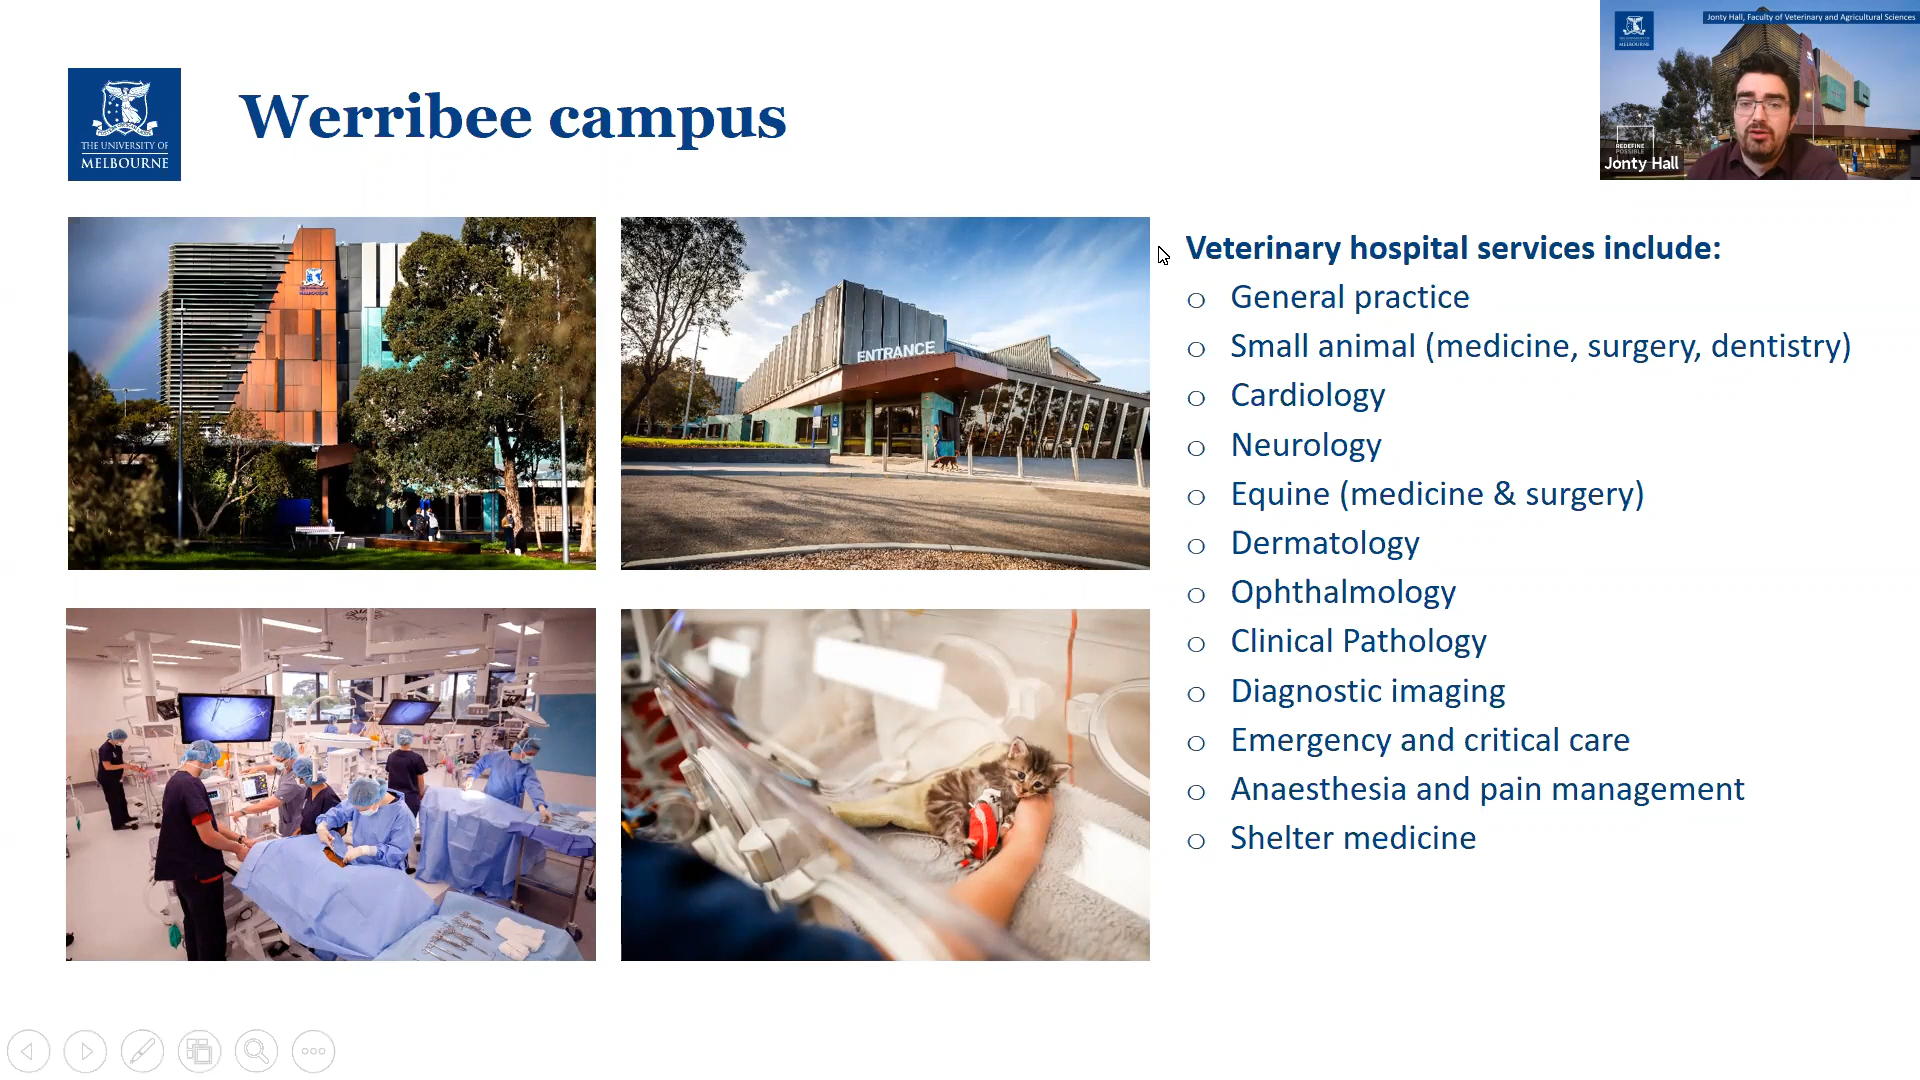 THE UNIVERSITY OF
MELBOURNE
Werribee campus
Jonty Hall, Faculty of Veterinary and Agricultural Sciences
MELBOURNE
REDEFINE
POSSIBLE
Jonty Hall
ENTRANCE
Veterinary hospital services include:
o General practice
o Small animal (medicine, surgery, dentistry)
o Cardiology
o Neurology
o Equine (medicine & surgery)
o Dermatology
o Ophthalmology
o Clinical Pathology
o Diagnostic imaging
o Emergency and critical care
o Anaesthesia and pain management
o Shelter medicine